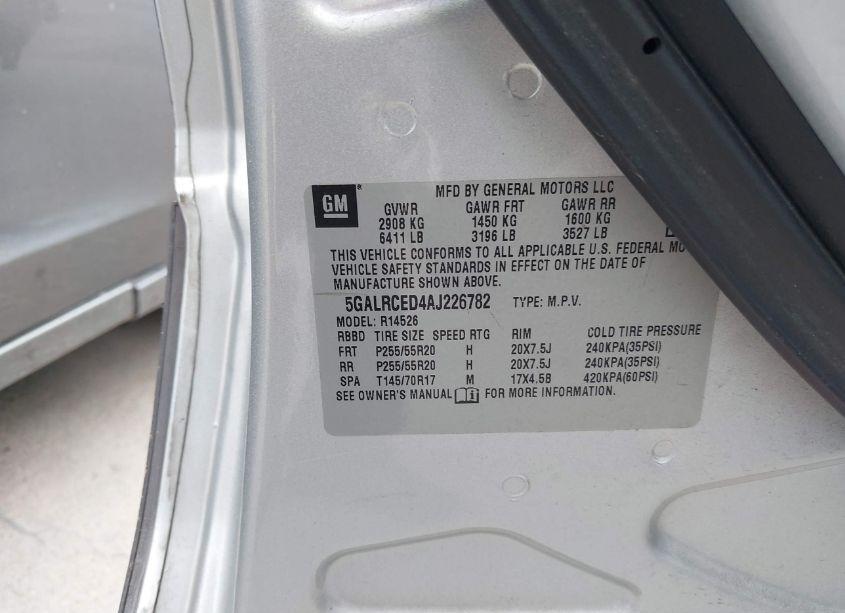 GM®
MFD BY GENERAL MOTORS LLC
GVWR GAWR FRT GAWR RR
2908 KG 1450 KG 1600 KG
6411 LB 3196 LB 3527 LB
THIS VEHICLE CONFORMS TO ALL APPLICABLE U.S. FEDERAL
VEHICLE SAFETY STANDARDS IN EFFECT ON THE DATE OF
MANUFACTURE SHOWN ABOVE.
5GALRCED4AJ226782 TYPE: M.P.V.
MODEL: R14526
RBBD TIRE SIZE SPEED RTG RIM COLD TIRE PRESSURE
FRT P255/55R20 H 20X7.5J 240KPA(35PSI)
RR P255/55R20 H 20X7.5J 240KPA(35PSI)
SPA T145/70R17 M 17X4.5B 420KPA(60PSI)
SEE OWNER'S MANUAL FOR MORE INFORMATION.